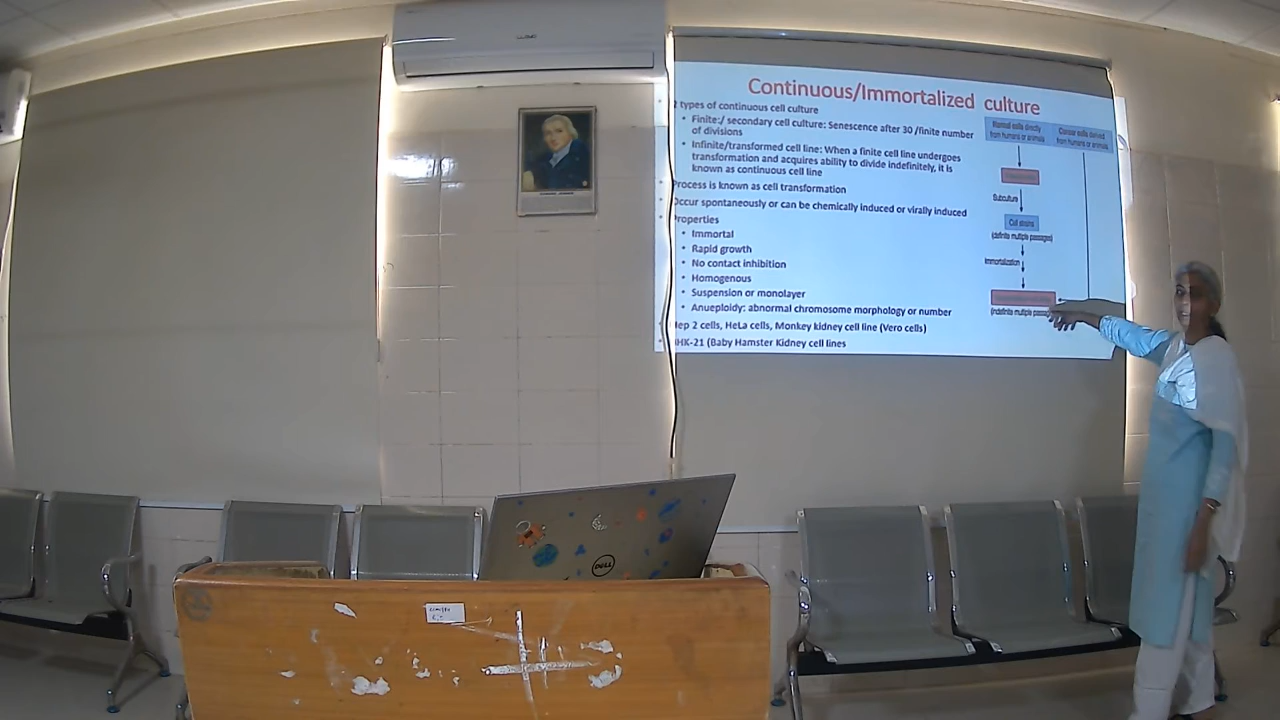 Continuous/Immortalized culture
2 types of continuous cell culture
• Finite:/ secondary cell culture: Senescence after 30 /finite number
of divisions
• Infinite/transformed cell line: When a finite cell line undergoes
transformation and acquires ability to divide indefinitely, it is
known as continuous cell line
Process is known as cell transformation
Occur spontaneously or can be chemically induced or virally induced
Properties
• Immortal
• Rapid growth
• No contact inhibition
• Homogenous
• Suspension or monolayer
• Anueploidy: abnormal chromosome morphology or number
Hep 2 cells, HeLa cells, Monkey kidney cell line (Vero cells)
BHK-21 (Baby Hamster Kidney cell lines
Normal cells directly
from humans or animals
Cancer cells derived
from humans or animals
Subculture
Cell strains
(definite multiple passages)
Immortalization
(indefinite multiple
DELL